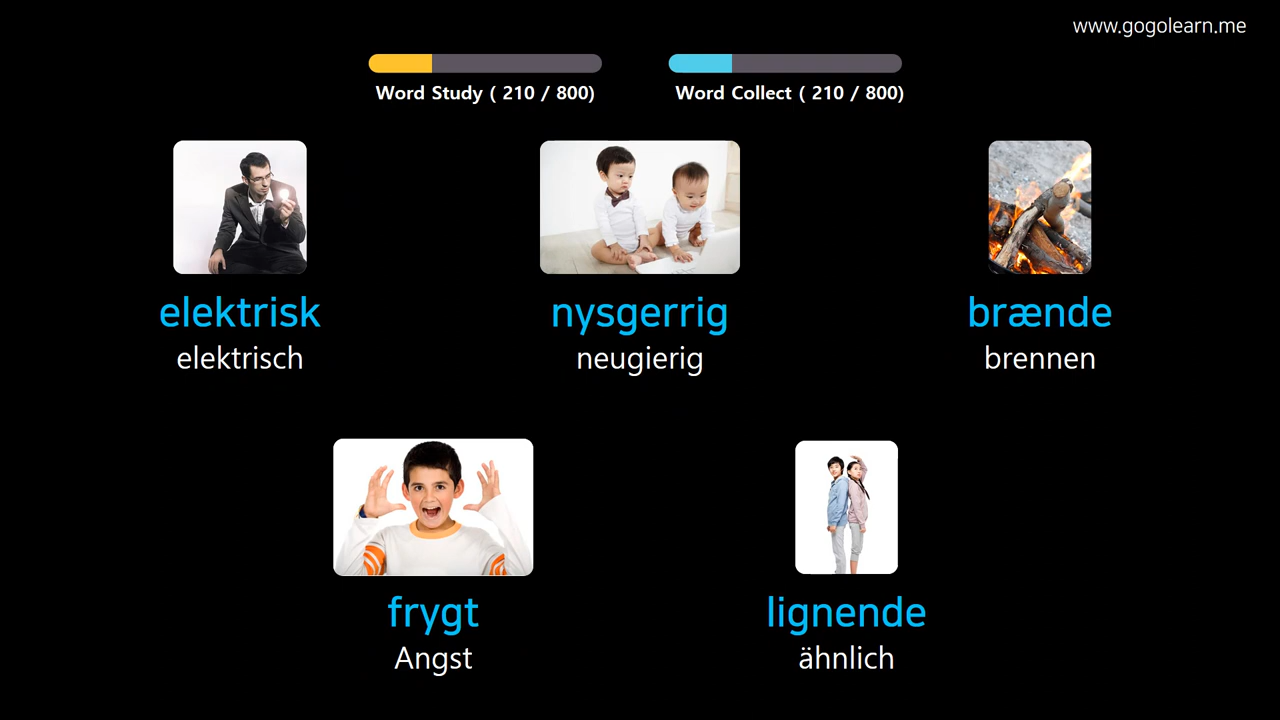 www.gogolearn.me
Word Study ( 210 / 800)
Word Collect ( 210 / 800)
elektrisk
elektrisch
nysgerrig
neugierig
brænde
brennen
frygt
Angst
lignende
ähnlich